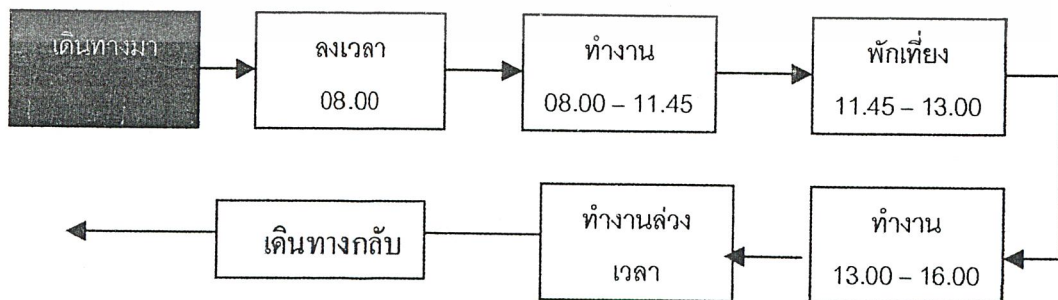 เดินทางมา
ลงเวลา
08.00
ทำงาน
08.00 – 11.45
พักเที่ยง
11.45 – 13.00
เดินทางกลับ
ทำงานล่วง
เวลา
ทำงาน
13.00 – 16.00